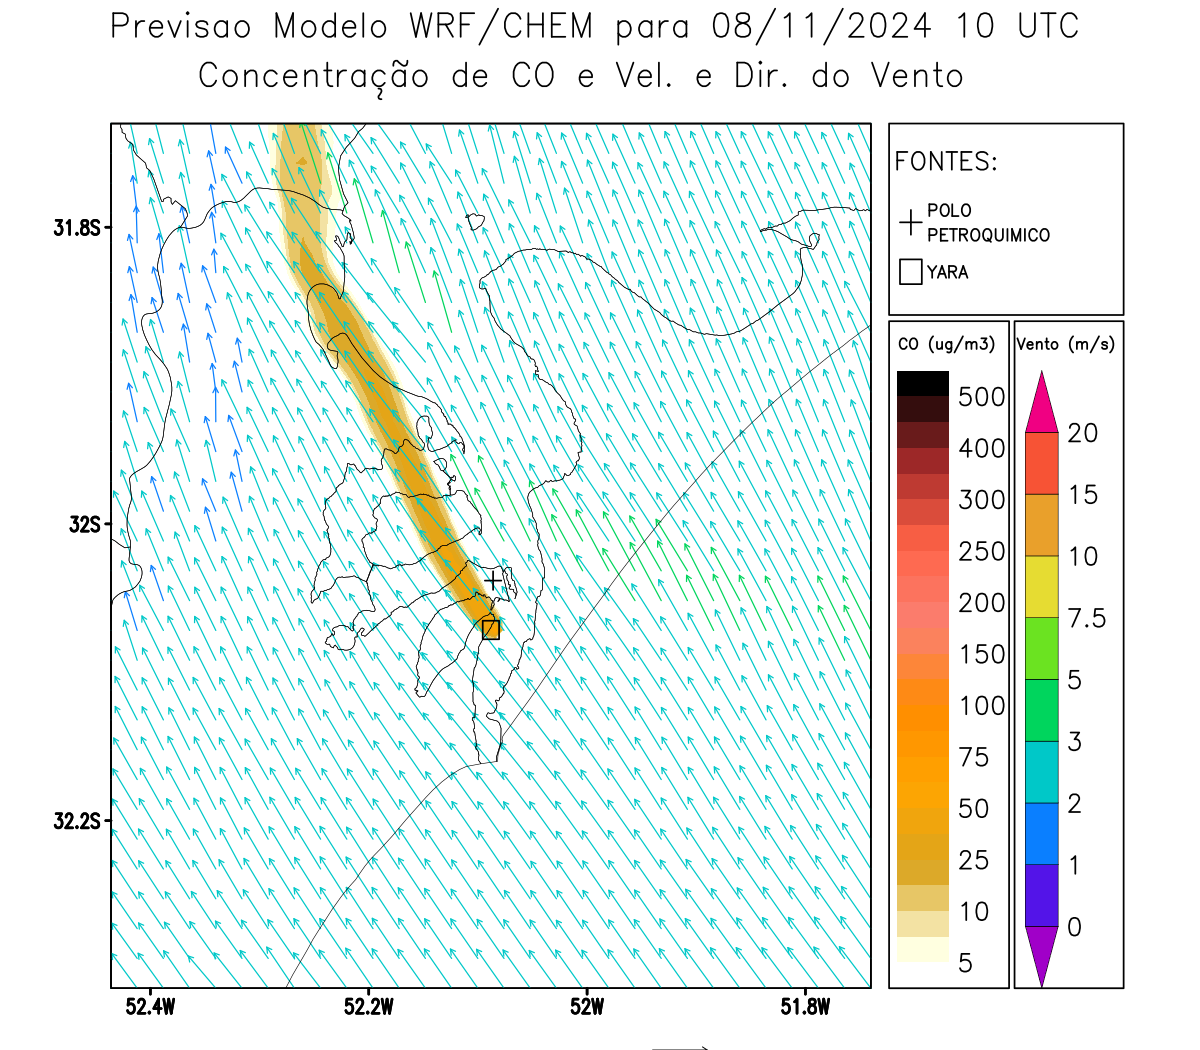 Previsao Modelo WRF/CHEM para 08/11/2024 10 UTC
Concentração de CO e Vel. e Dir. do Vento
FONTES:
POLO
PETROQUIMICO
YARA
CO (ug/m3)
500
400
300
250
200
150
100
75
50
25
10
5
Vento (m/s)
20
15
10
7.5
5
3
2
1
0
31.8S
32S
32.2S
52.4W
52.2W
52W
51.8W